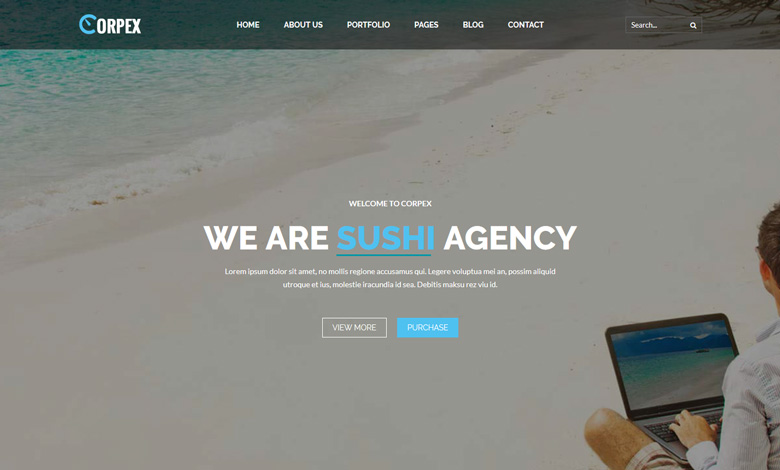 CORPEX
HOME ABOUT US PORTFOLIO PAGES BLOG CONTACT
Search...
WELCOME TO CORPEX
WE ARE SUSHI AGENCY
Lorem ipsum dolor sit amet, no mollis regione accusamus qui. Legere voluptua mei an, possim aliquid
utroque et ius, molestie iracundia id sea. Debitis maksu rez viu id.
VIEW MORE PURCHASE